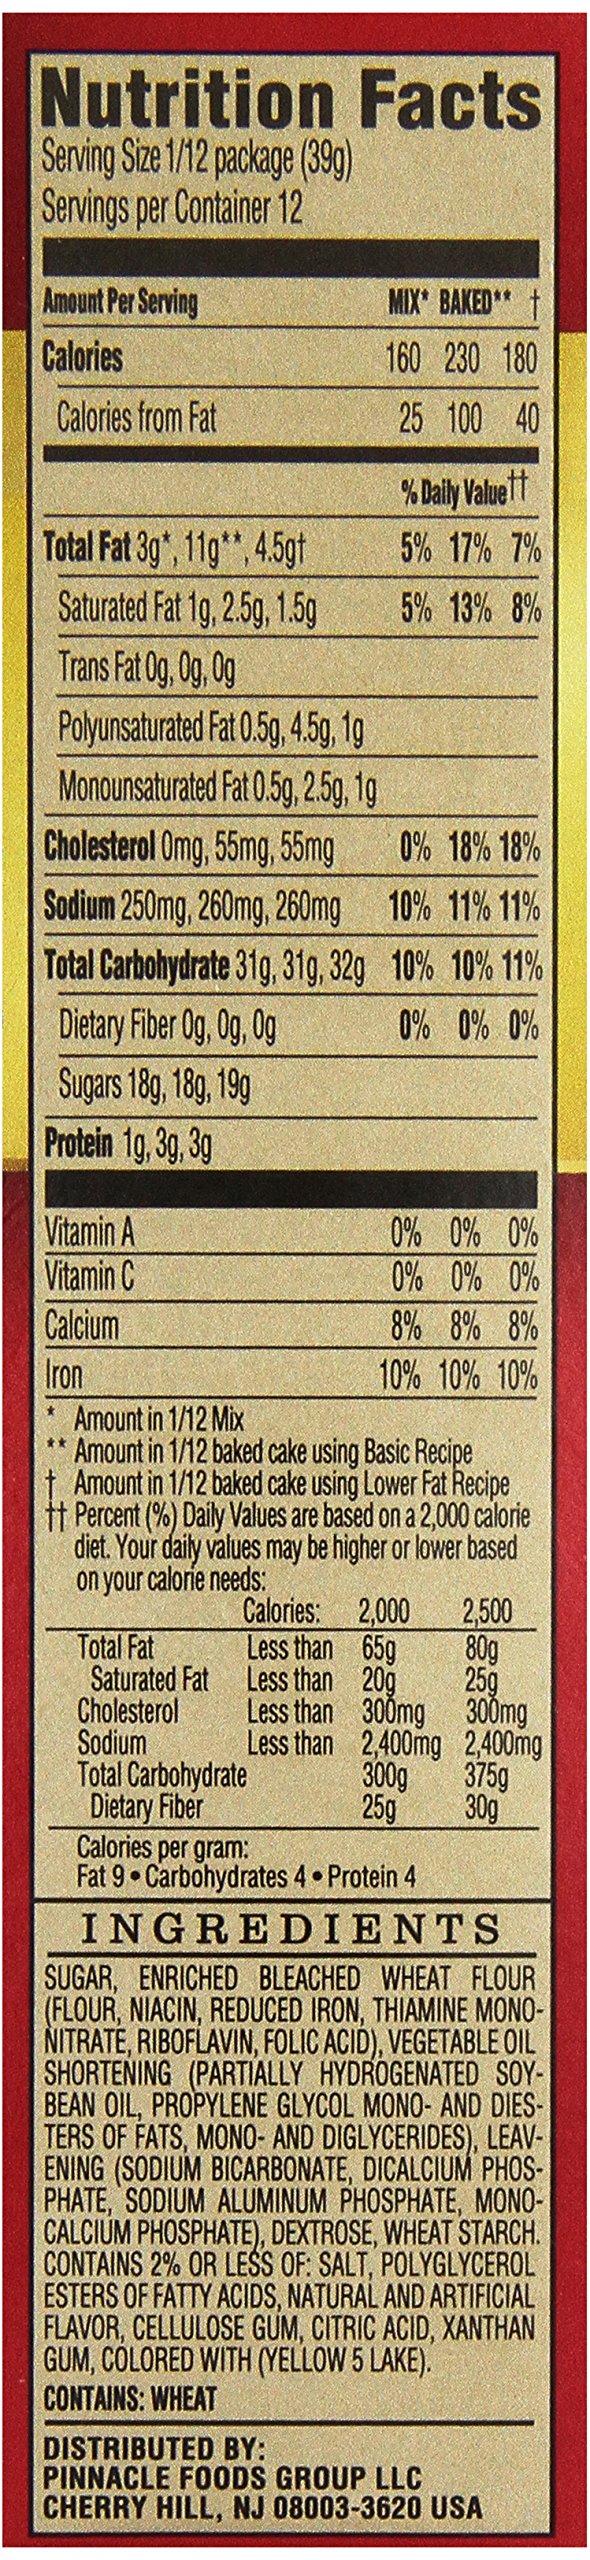 Nutrition Facts
Serving Size 1/12 package (39g)
Servings per Container 12
Amount Per Serving MIX* BAKED** †
Calories 160 230 180
Calories from Fat 25 100 40
% Daily Value††
Total Fat 3g*, 11g**, 4.5g† 5% 17% 7%
Saturated Fat 1g, 2.5g, 1.5g 5% 13% 8%
Trans Fat 0g, 0g, 0g
Polyunsaturated Fat 0.5g, 4.5g, 1g
Monounsaturated Fat 0.5g, 2.5g, 1g
Cholesterol 0mg, 55mg, 55mg 0% 18% 18%
Sodium 250mg, 260mg, 260mg 10% 11% 11%
Total Carbohydrate 31g, 31g, 32g 10% 10% 11%
Dietary Fiber 0g, 0g, 0g 0% 0% 0%
Sugars 18g, 18g, 19g
Protein 1g, 3g, 3g
Vitamin A 0% 0% 0%
Vitamin C 0% 0% 0%
Calcium 8% 8% 8%
Iron 10% 10% 10%
* Amount in 1/12 Mix
** Amount in 1/12 baked cake using Basic Recipe
† Amount in 1/12 baked cake using Lower Fat Recipe
†† Percent (%) Daily Values are based on a 2,000 calorie
diet. Your daily values may be higher or lower based
on your calorie needs:
Calories: 2,000 2,500
Total Fat Less than 65g 80g
Saturated Fat Less than 20g 25g
Cholesterol Less than 300mg 300mg
Sodium Less than 2,400mg 2,400mg
Total Carbohydrate 300g 375g
Dietary Fiber 25g 30g
Calories per gram:
Fat 9 • Carbohydrates 4 • Protein 4
INGREDIENTS
SUGAR, ENRICHED BLEACHED WHEAT FLOUR
(FLOUR, NIACIN, REDUCED IRON, THIAMINE MONO-
NITRATE, RIBOFLAVIN, FOLIC ACID), VEGETABLE OIL
SHORTENING (PARTIALLY HYDROGENATED SOY-
BEAN OIL, PROPYLENE GLYCOL MONO- AND DIES-
TERS OF FATS, MONO- AND DIGLYCERIDES), LEAV-
ENING (SODIUM BICARBONATE, DICALCIUM PHOS-
PHATE, SODIUM ALUMINUM PHOSPHATE, MONO-
CALCIUM PHOSPHATE), DEXTROSE, WHEAT STARCH.
CONTAINS 2% OR LESS OF: SALT, POLYGLYCEROL
ESTERS OF FATTY ACIDS, NATURAL AND ARTIFICIAL
FLAVOR, CELLULOSE GUM, CITRIC ACID, XANTHAN
GUM, COLORED WITH (YELLOW 5 LAKE).
CONTAINS: WHEAT
DISTRIBUTED BY:
PINNACLE FOODS GROUP LLC
CHERRY HILL, NJ 08003-3620 USA